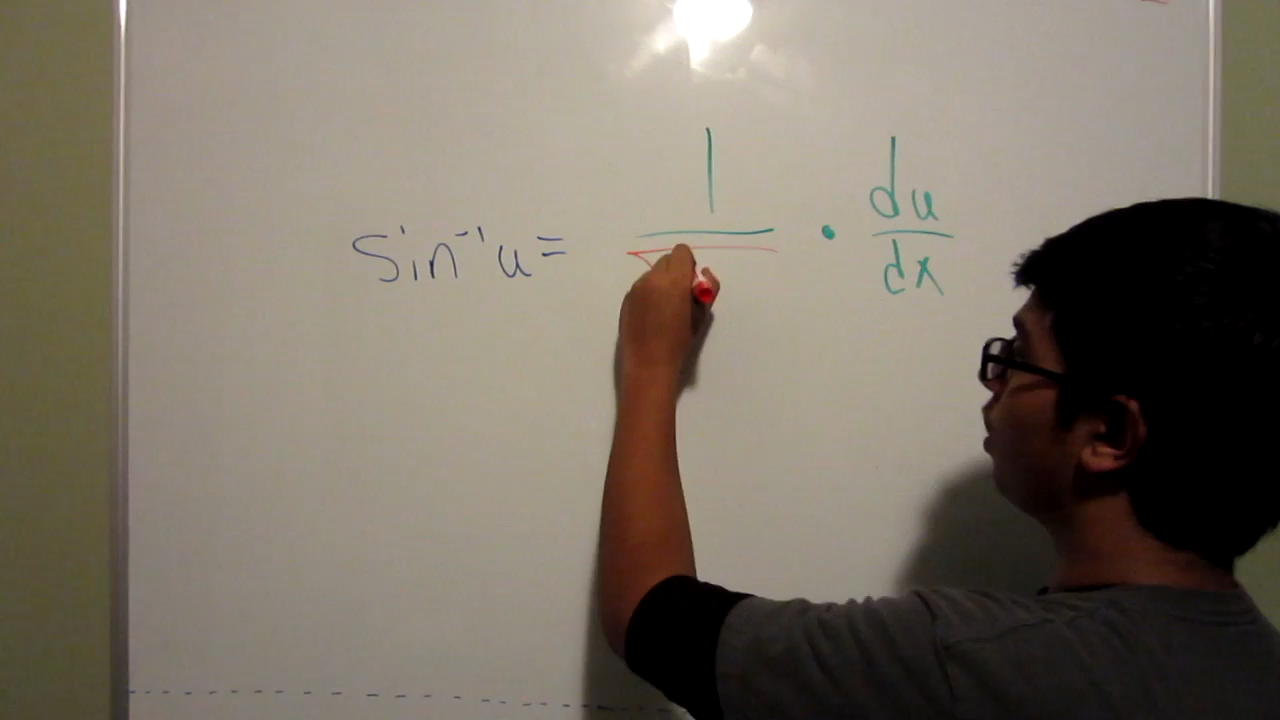 sin⁻¹u = 1/√ · du/dx